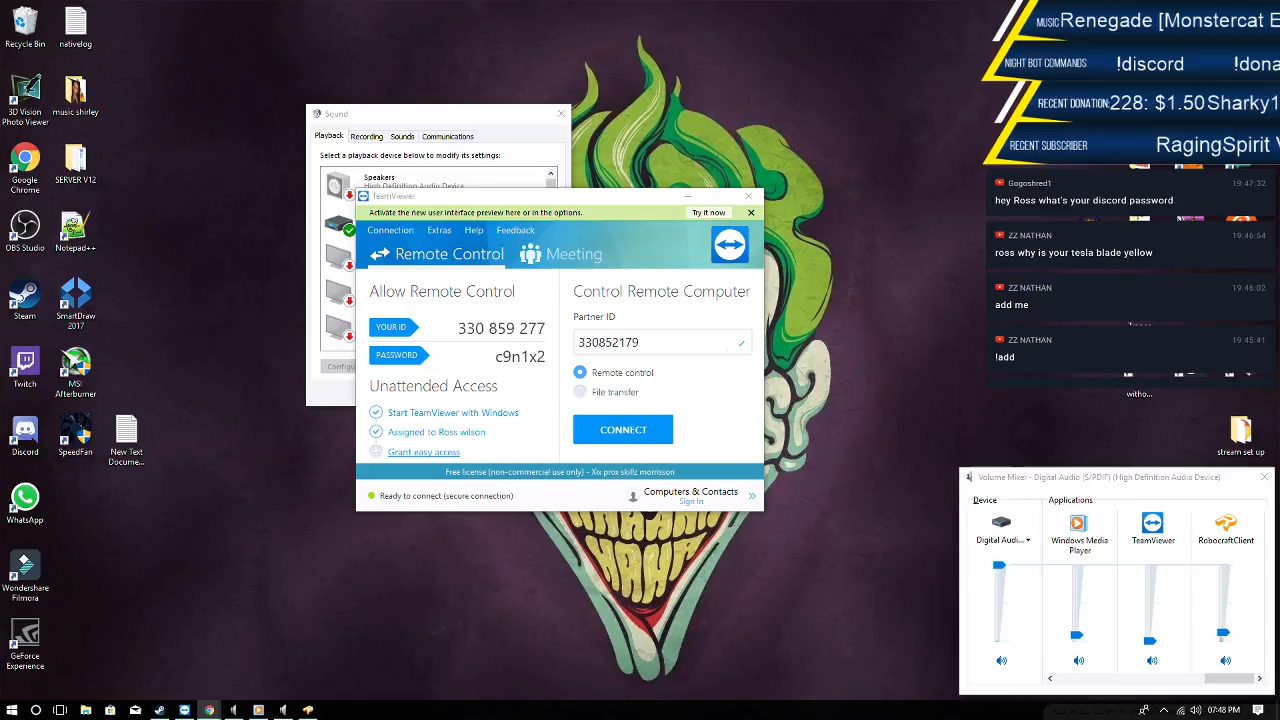 Recycle Bin
nativelog
3D Vision
Photo Viewer
music shirley
Google
Chrome
SERVER V12
OBS Studio
Notepad++
Steam
SmartDraw
2017
Twitch
MSI
Afterburner
Discord
SpeedFan
New Text
Docume...
WhatsApp
Wondershare
Filmora
GeForce
Experience
Sound
Playback
Recording
Sounds
Communications
Select a playback device below to modify its settings:
Speakers
High Definition Audio Device
Configu
TeamViewer
Activate the new user interface preview here or in the options.
Try it now
Connection
Extras
Help
Feedback
Remote Control
Meeting
Allow Remote Control
YOUR ID
330 859 277
PASSWORD
c9n1x2
Unattended Access
Start TeamViewer with Windows
Assigned to Ross wilson
Grant easy access
Control Remote Computer
Partner ID
330852179
Remote control
File transfer
CONNECT
Free license (non-commercial use only) - Xix prox skillz morrisson
Ready to connect (secure connection)
Computers & Contacts
Sign In
MUSIC Renegade [Monstercat E
NIGHT BOT COMMANDS !discord !dona
RECENT DONATION: 228: $1.50 Sharky_1
RECENT SUBSCRIBER RagingSpirit V
Gogoshred 19:47:32
hey Ross what's your discord password
ZZ NATHAN 19:46:54
ross why is your tesla blade yellow
ZZ NATHAN 19:46:02
add me
ZZ NATHAN 19:45:41
!add
witho...
stream set up
Volume Mixer - Digital Audio (S/PDIF) (High Definition Audio Device)
Device
Applications
Digital Audi...
Windows Media
Player
TeamViewer
RobocraftClient
HAHA
HAHA
07:48 PM